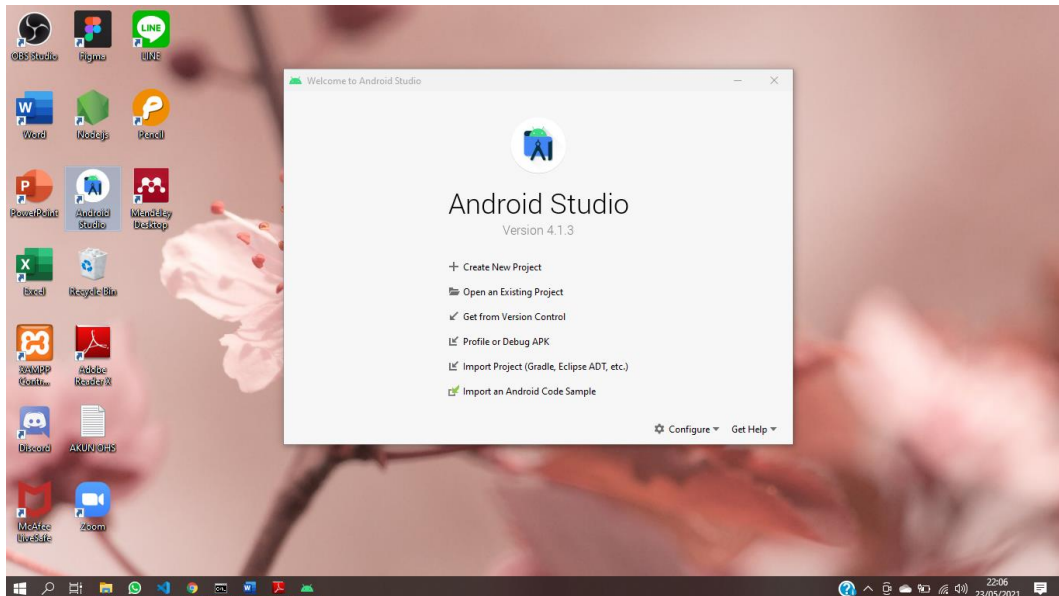 OBS Studio
Figma
LINE
LINE
Word
Nodejs
Pencil
PowerPoint
Android
Studio
Mendeley
Desktop
Excel
Recycle Bin
XAMPP
Contr...
Adobe
Reader X
Discord
AKUN OHS
McAfee
LiveSafe
Zoom
Welcome to Android Studio
Android Studio
Version 4.1.3
Create New Project
Open an Existing Project
Get from Version Control
Profile or Debug APK
Import Project (Gradle, Eclipse ADT, etc.)
Import an Android Code Sample
Configure
Get Help
22:06
23/05/2021